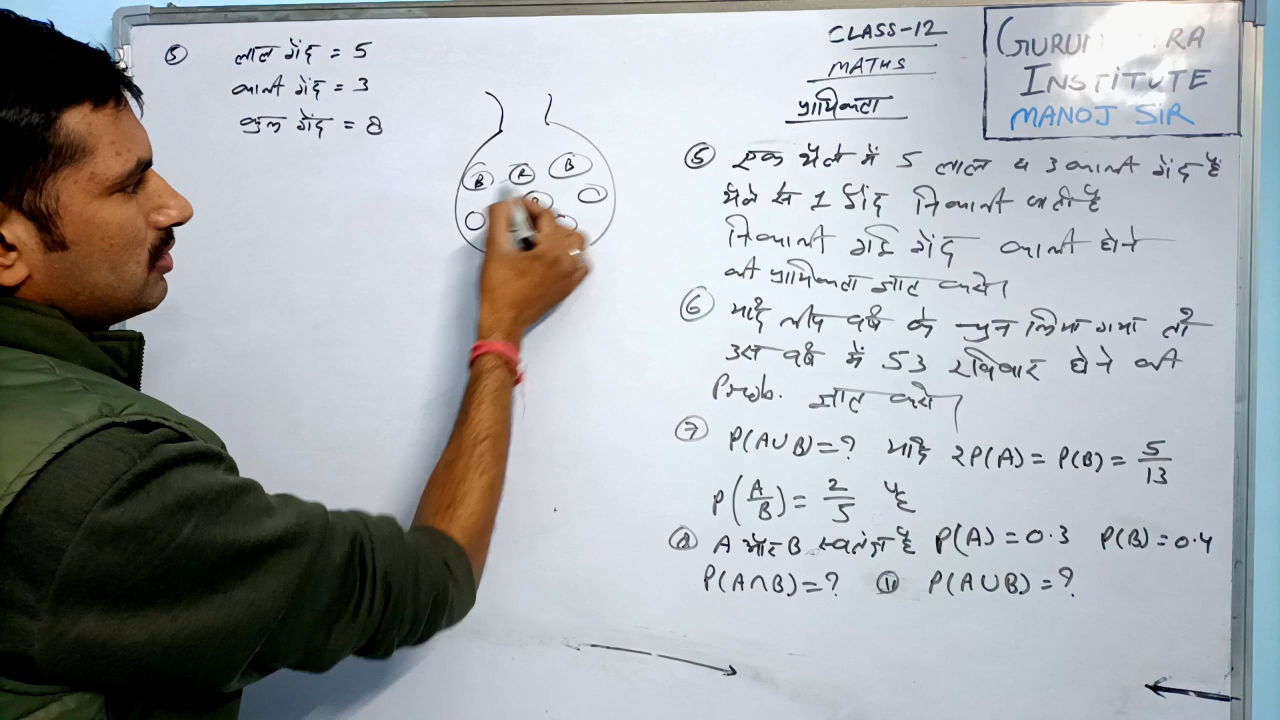 ⑤ लाल गेंद = 5
काली गेंद = 3
कुल गेंद = 8
B R B
CLASS-12
MATHS
प्रायिकता
GURU RA
INSTITUTE
MANOJ SIR
⑤ एक थैले में 5 लाल व 3 काली गेंद है
थैले से 1 गेंद निकाली जाती है
निकाली गई गेंद काली होने
की प्रायिकता ज्ञात करो।
⑥ यदि लीप वर्ष को चुन लिया गया तो
उस वर्ष में 53 रविवार होने की
Prob. ज्ञात करो।
⑦ P(A∪B)=? यदि 2P(A) = P(B) = 5/13
P(A/B) = 2/5 है
⑧ A और B स्वतंत्र है P(A) = 0.3 P(B) = 0.4
P(A∩B)=? ⑪ P(A∪B) = ?